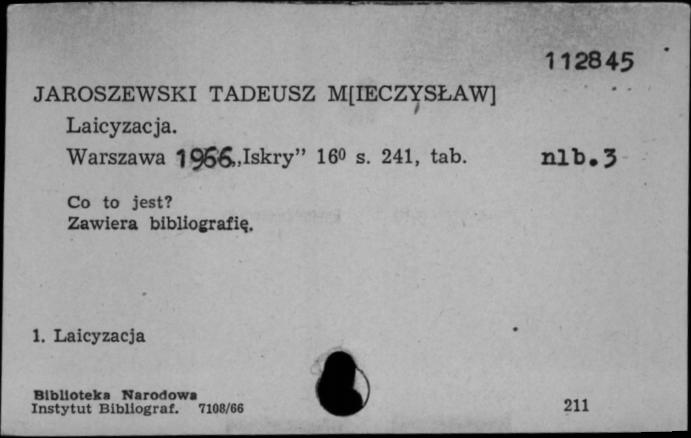 112845
JAROSZEWSKI TADEUSZ M[IECZYSŁAW]
Laicyzacja.
Warszawa 1966 „Iskry” 16⁰ s. 241, tab. nlb.3
Co to jest?
Zawiera bibliografię.
1. Laicyzacja
Biblioteka Narodowa
Instytut Bibliograf. 7108/66 211